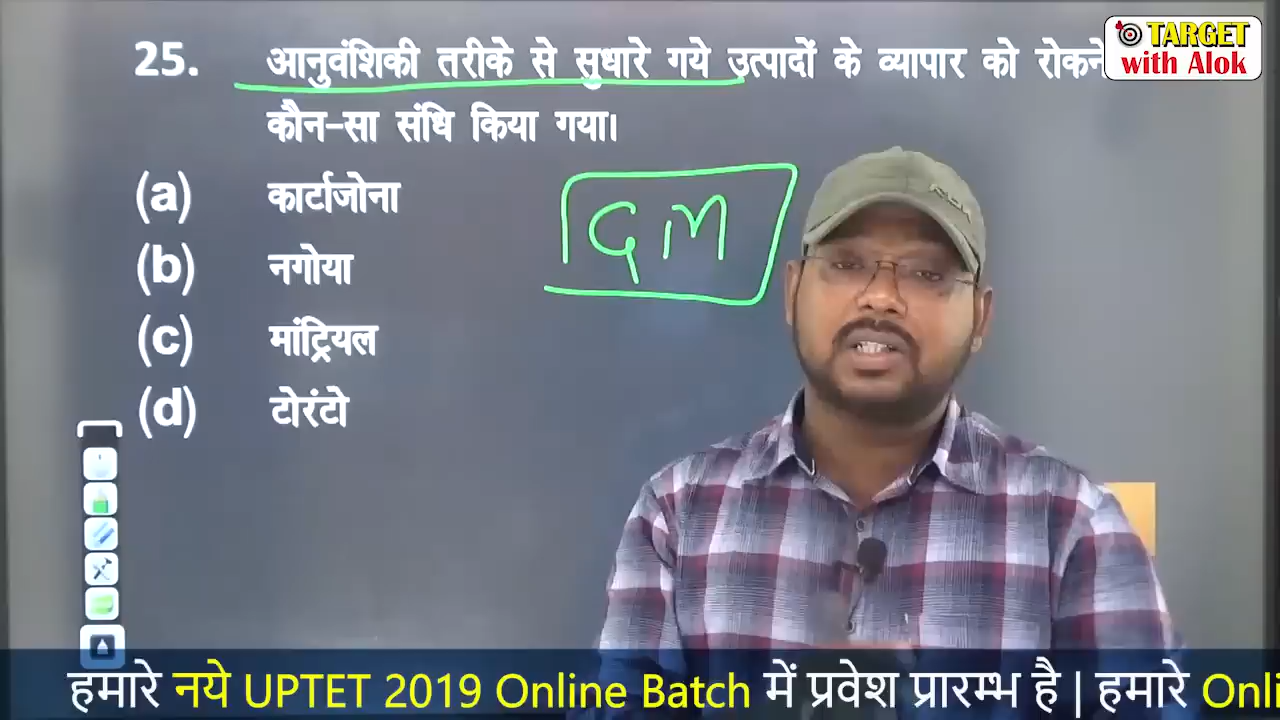 TARGET
with Alok
25. आनुवंशिकी तरीके से सुधारे गये उत्पादों के व्यापार को रोकने
कौन-सा संधि किया गया।
(a) कार्टाजोना
(b) नगोया
(c) मांट्रियल
(d) टोरंटो
GM
हमारे नये UPTET 2019 Online Batch में प्रवेश प्रारम्भ है | हमारे Onli